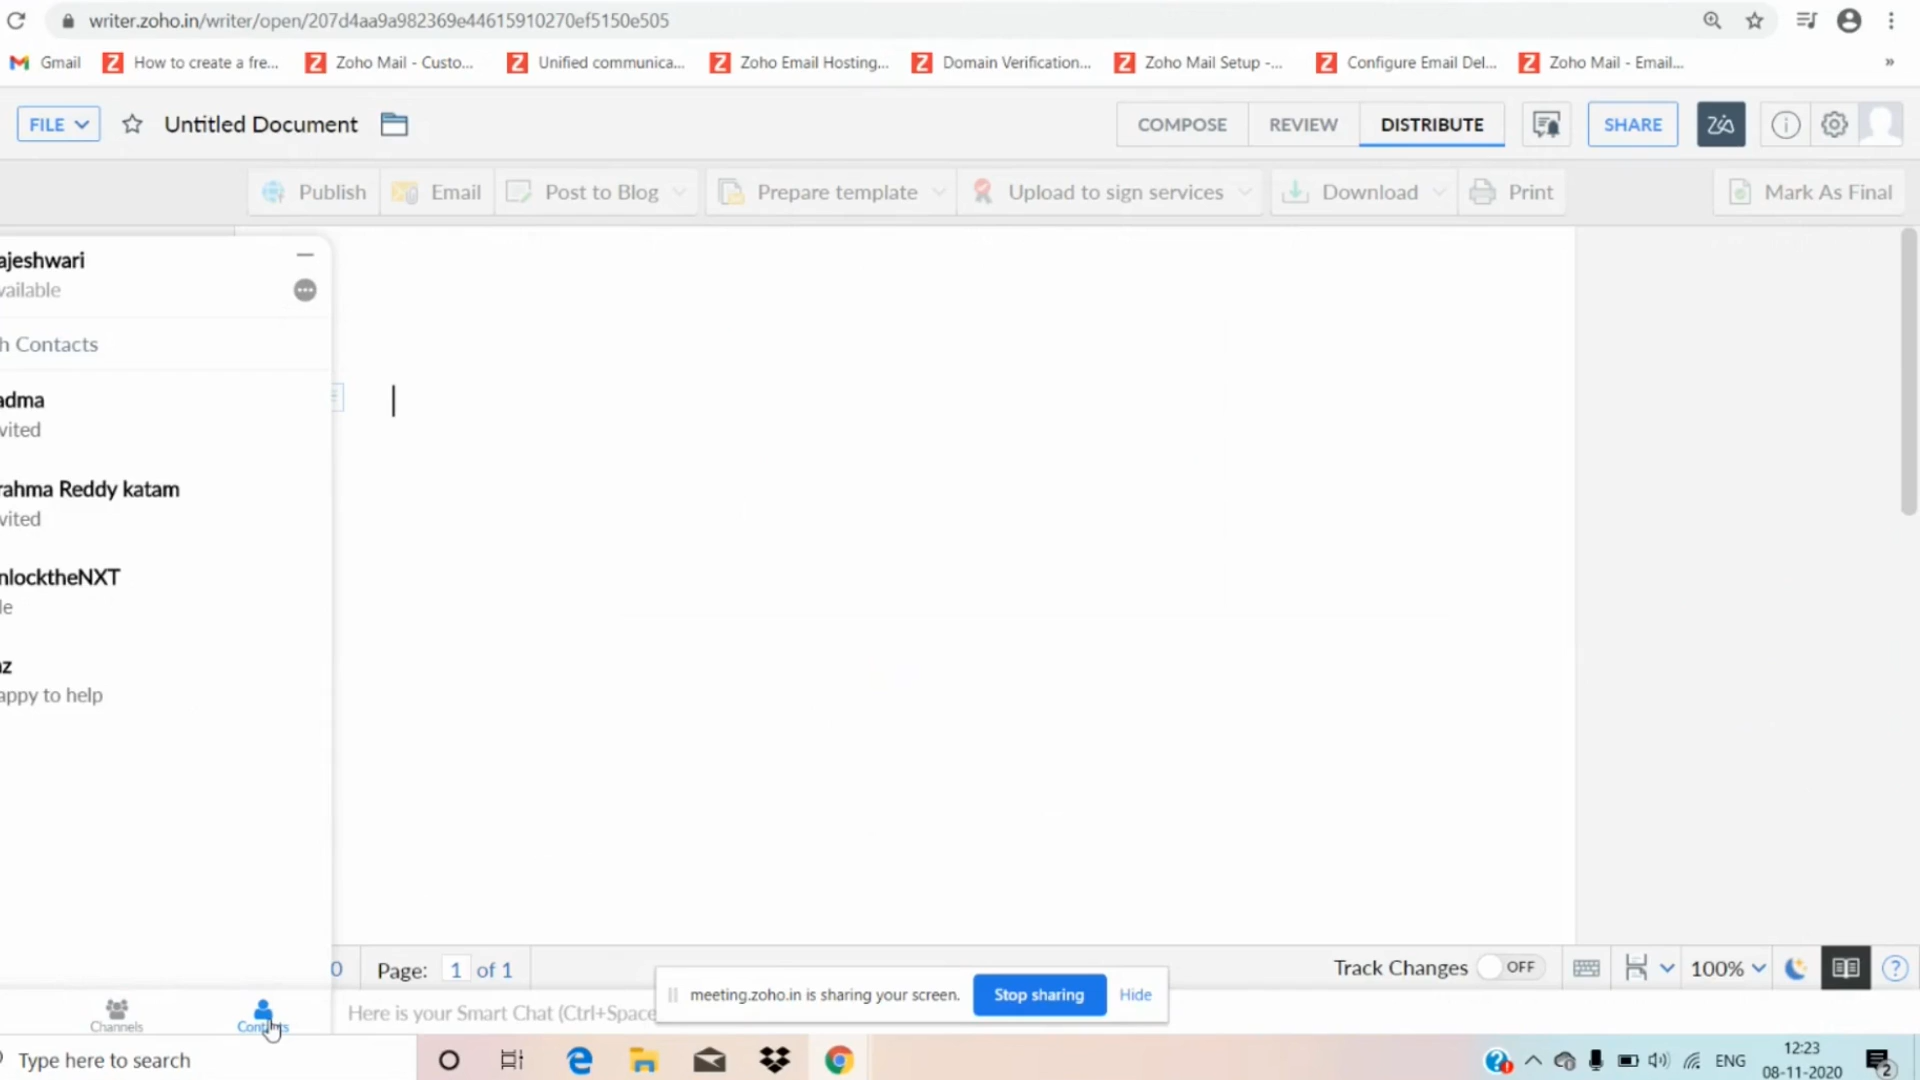 writer.zoho.in/writer/open/207d4aa9a982369e44615910270ef5150e505
Gmail
How to create a fre...
Zoho Mail - Custo...
Unified communica...
Zoho Email Hosting...
Domain Verification...
Zoho Mail Setup -...
Configure Email Del...
Zoho Mail - Email...
»
FILE
Untitled Document
COMPOSE
REVIEW
DISTRIBUTE
SHARE
Publish
Email
Post to Blog
Prepare template
Upload to sign services
Download
Print
Mark As Final
ajeshwari
vailable
h Contacts
adma
vited
rahma Reddy katam
vited
nlocktheNXT
le
az
appy to help
Page: 1 of 1
Track Changes
OFF
100%
Channels
Here is your Smart Chat (Ctrl+Space
meeting.zoho.in is sharing your screen.
Stop sharing
Hide
Type here to search
ENG
12:23
08-11-2020
2